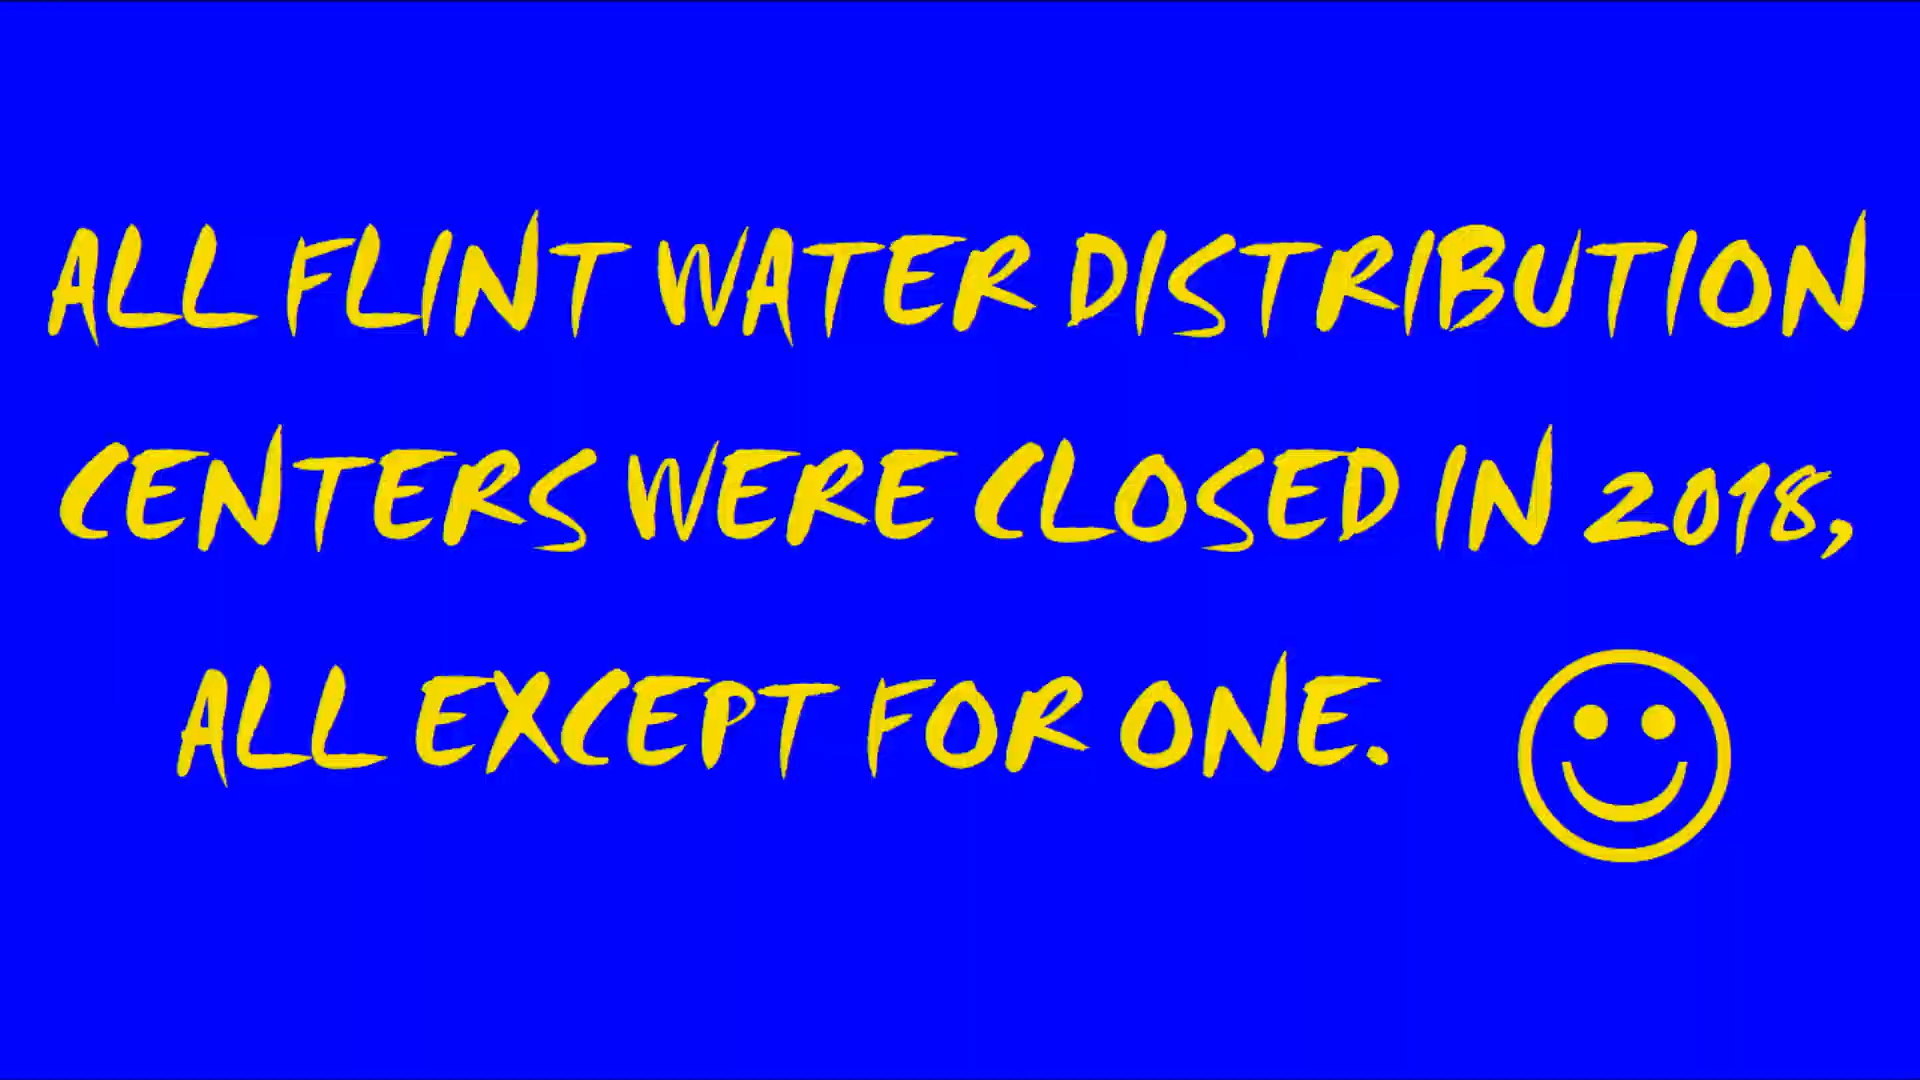 ALL FLINT WATER DISTRIBUTION
CENTERS WERE CLOSED IN 2018,
ALL EXCEPT FOR ONE.